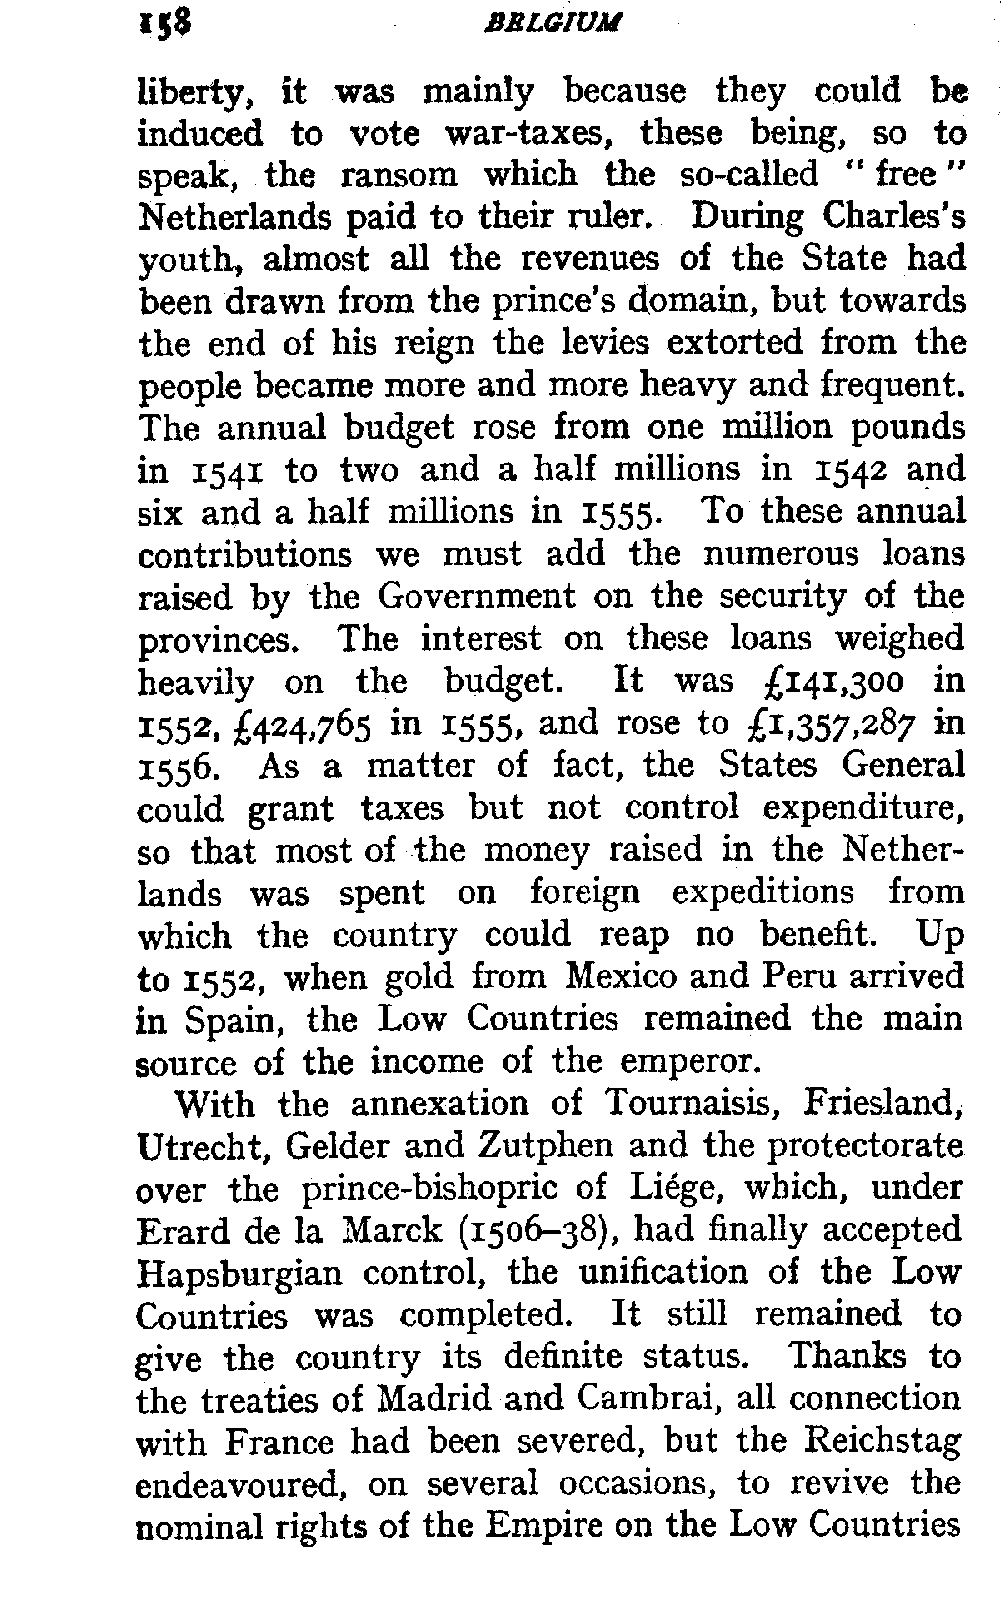 158 BELGIUM
liberty, it was mainly because they could be
induced to vote war-taxes, these being, so to
speak, the ransom which the so-called " free "
Netherlands paid to their ruler. During Charles's
youth, almost all the revenues of the State had
been drawn from the prince's domain, but towards
the end of his reign the levies extorted from the
people became more and more heavy and frequent.
The annual budget rose from one million pounds
in 1541 to two and a half millions in 1542 and
six and a half millions in 1555. To these annual
contributions we must add the numerous loans
raised by the Government on the security of the
provinces. The interest on these loans weighed
heavily on the budget. It was £141,300 in
1552, £424,765 in 1555, and rose to £1,357,287 in
1556. As a matter of fact, the States General
could grant taxes but not control expenditure,
so that most of the money raised in the Nether-
lands was spent on foreign expeditions from
which the country could reap no benefit. Up
to 1552, when gold from Mexico and Peru arrived
in Spain, the Low Countries remained the main
source of the income of the emperor.
With the annexation of Tournaisis, Friesland,
Utrecht, Gelder and Zutphen and the protectorate
over the prince-bishopric of Liége, which, under
Erard de la Marck (1506–38), had finally accepted
Hapsburgian control, the unification of the Low
Countries was completed. It still remained to
give the country its definite status. Thanks to
the treaties of Madrid and Cambrai, all connection
with France had been severed, but the Reichstag
endeavoured, on several occasions, to revive the
nominal rights of the Empire on the Low Countries